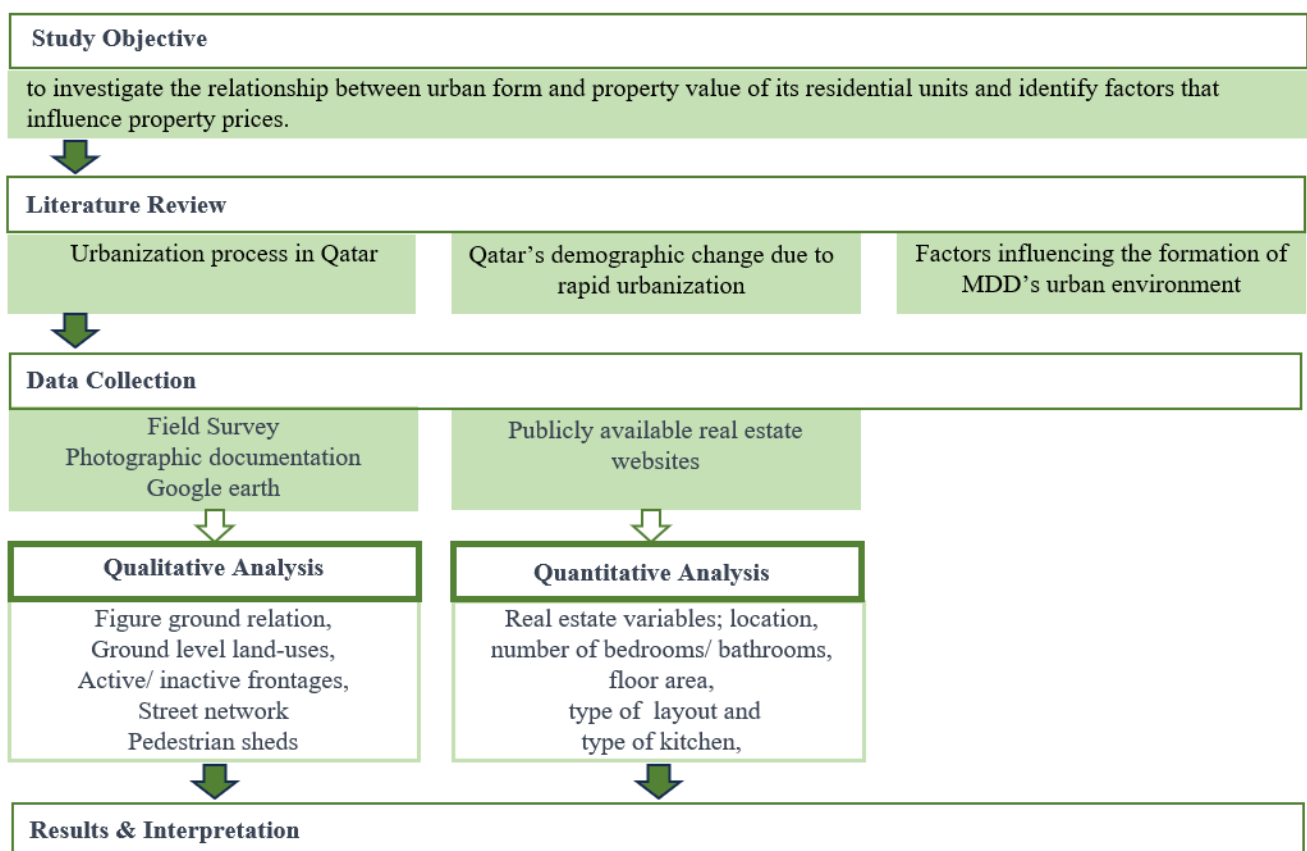 Study Objective
to investigate the relationship between urban form and property value of its residential units and identify factors that
influence property prices.
Literature Review
Urbanization process in Qatar
Qatar’s demographic change due to
rapid urbanization
Factors influencing the formation of
MDD’s urban environment
Data Collection
Field Survey
Photographic documentation
Google earth
Publicly available real estate
websites
Qualitative Analysis
Figure ground relation,
Ground level land-uses,
Active/ inactive frontages,
Street network
Pedestrian sheds
Quantitative Analysis
Real estate variables; location,
number of bedrooms/ bathrooms,
floor area,
type of layout and
type of kitchen,
Results & Interpretation